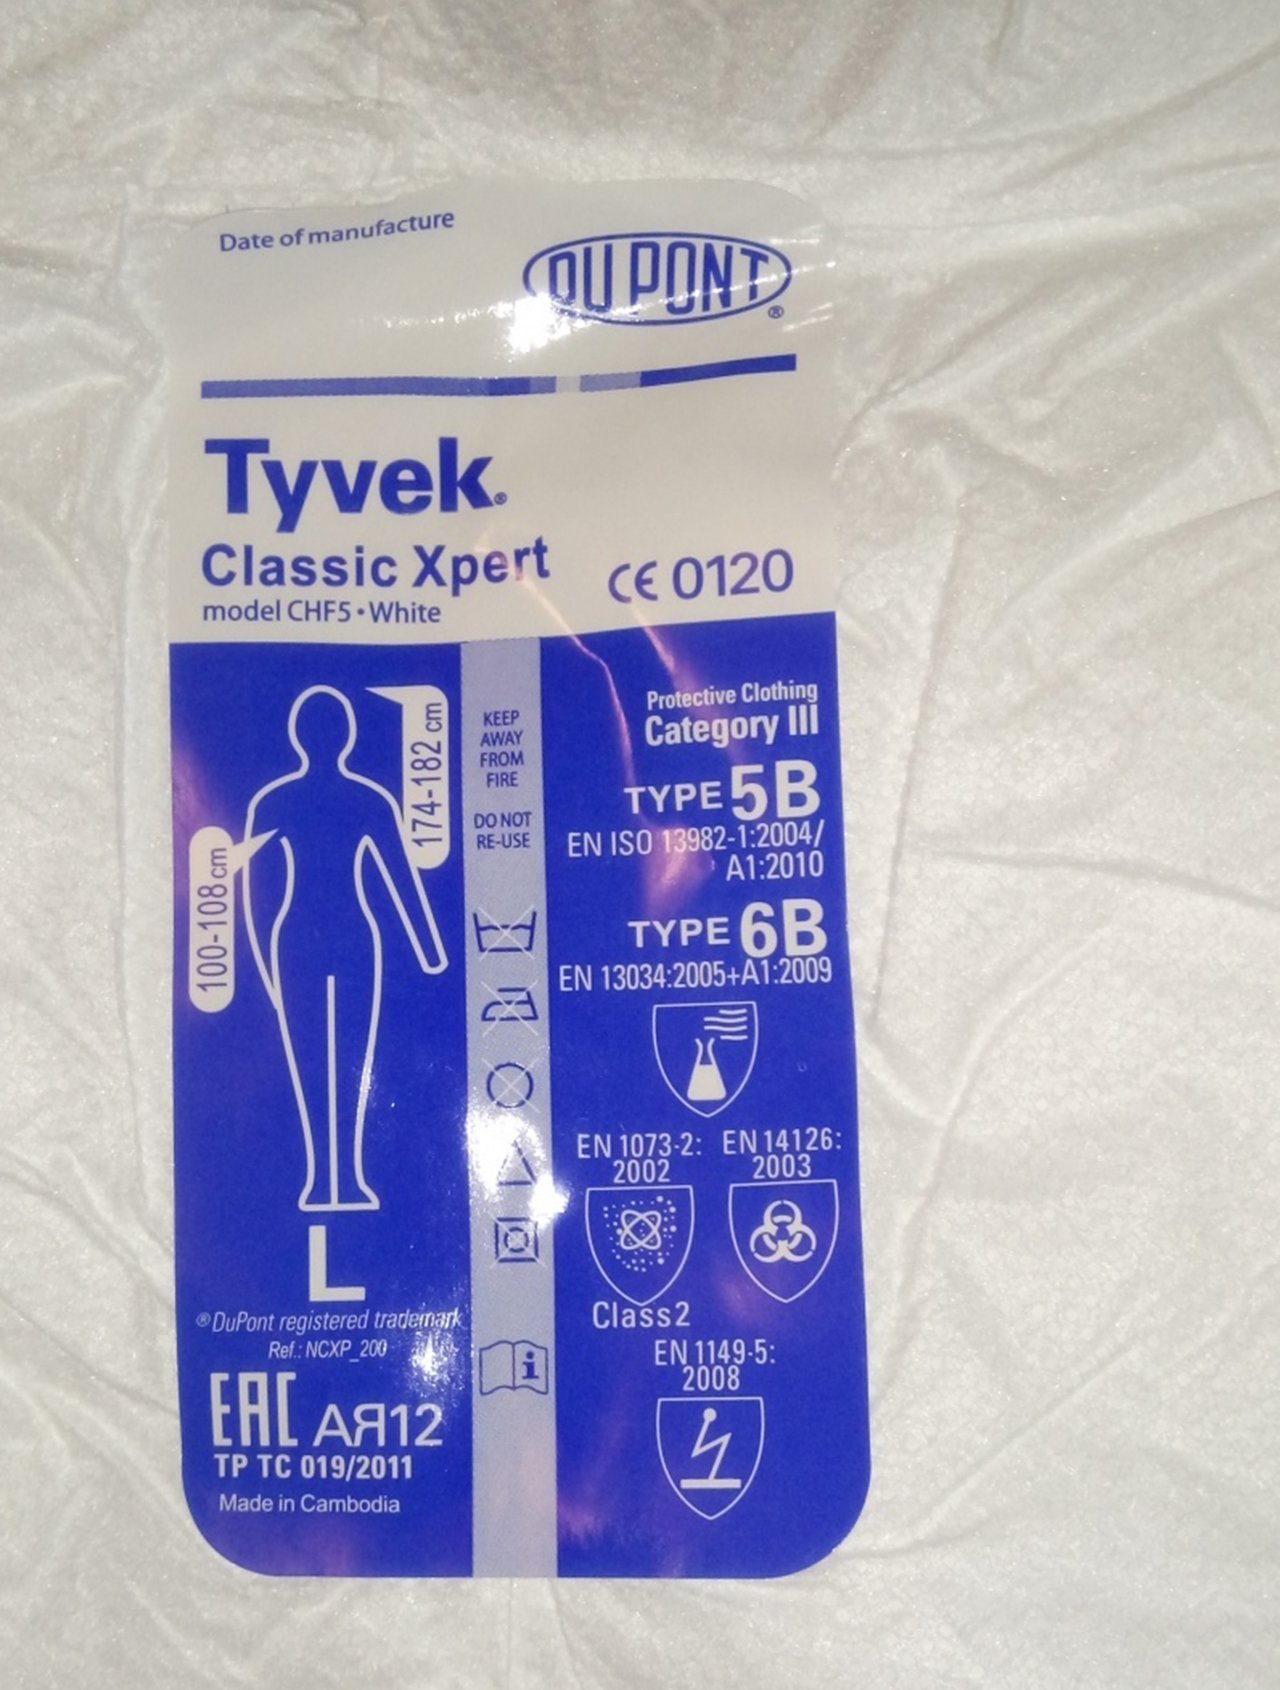 Date of manufacture
DU PONT®
Tyvek®
Classic Xpert
model CHF5 • White
CE 0120
174-182 cm
100-108 cm
L
® DuPont registered trademark
Ref.: NCXP_200
EAC АЯ12
TP TC 019/2011
Made in Cambodia
KEEP
AWAY
FROM
FIRE
DO NOT
RE-USE
i
Protective Clothing
Category III
TYPE 5B
EN ISO 13982-1:2004/
A1:2010
TYPE 6B
EN 13034:2005+A1:2009
EN 1073-2:
2002
Class2
EN 14126:
2003
EN 1149-5:
2008